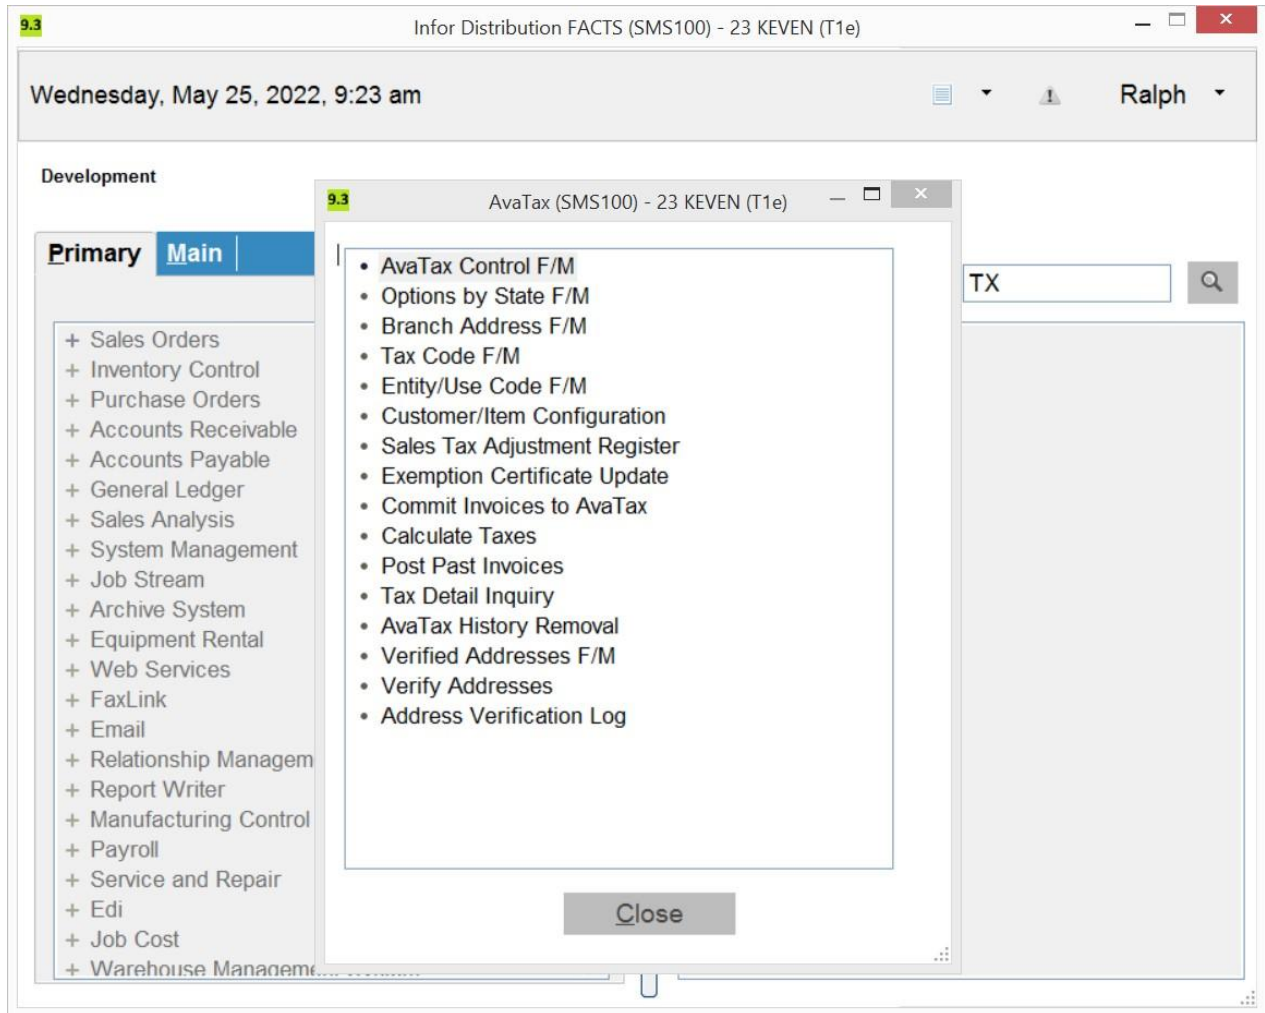 9.3 Infor Distribution FACTS (SMS100) - 23 KEVEN (T1e)
Wednesday, May 25, 2022, 9:23 am Ralph
Development
9.3 AvaTax (SMS100) - 23 KEVEN (T1e)
Primary Main
TX
+ Sales Orders
+ Inventory Control
+ Purchase Orders
+ Accounts Receivable
+ Accounts Payable
+ General Ledger
+ Sales Analysis
+ System Management
+ Job Stream
+ Archive System
+ Equipment Rental
+ Web Services
+ FaxLink
+ Email
+ Relationship Managem
+ Report Writer
+ Manufacturing Control
+ Payroll
+ Service and Repair
+ Edi
+ Job Cost
+ Warehouse Managem
• AvaTax Control F/M
• Options by State F/M
• Branch Address F/M
• Tax Code F/M
• Entity/Use Code F/M
• Customer/Item Configuration
• Sales Tax Adjustment Register
• Exemption Certificate Update
• Commit Invoices to AvaTax
• Calculate Taxes
• Post Past Invoices
• Tax Detail Inquiry
• AvaTax History Removal
• Verified Addresses F/M
• Verify Addresses
• Address Verification Log
Close